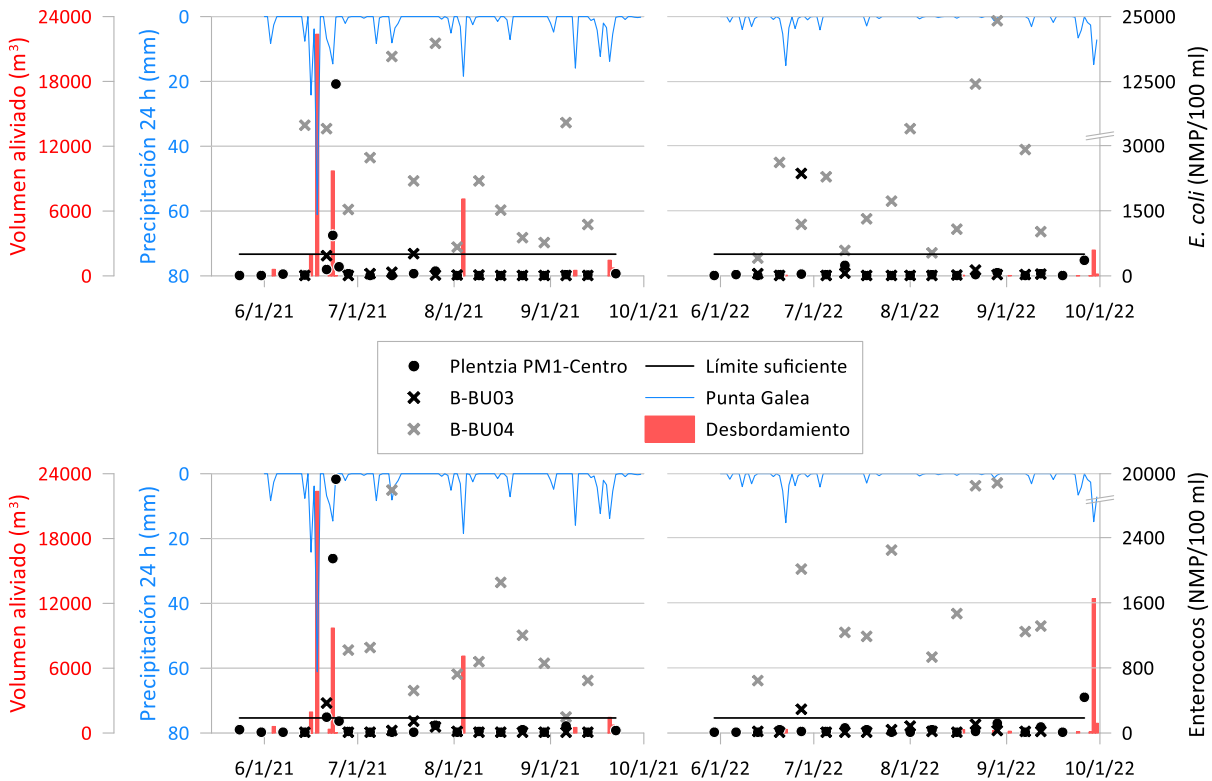 Volumen aliviado (m³)
24000
18000
12000
6000
0
Precipitación 24 h (mm)
0
20
40
60
80
25000
12500
3000
1500
0
E. coli (NMP/100 ml)
6/1/21 7/1/21 8/1/21 9/1/21 10/1/21 6/1/22 7/1/22 8/1/22 9/1/22 10/1/22
Plentzia PM1-Centro Límite suficiente
B-BU03 Punta Galea
B-BU04 Desbordamiento
Volumen aliviado (m³)
24000
18000
12000
6000
0
Precipitación 24 h (mm)
0
20
40
60
80
20000
2400
1600
800
0
Enterococos (NMP/100 ml)
6/1/21 7/1/21 8/1/21 9/1/21 10/1/21 6/1/22 7/1/22 8/1/22 9/1/22 10/1/22